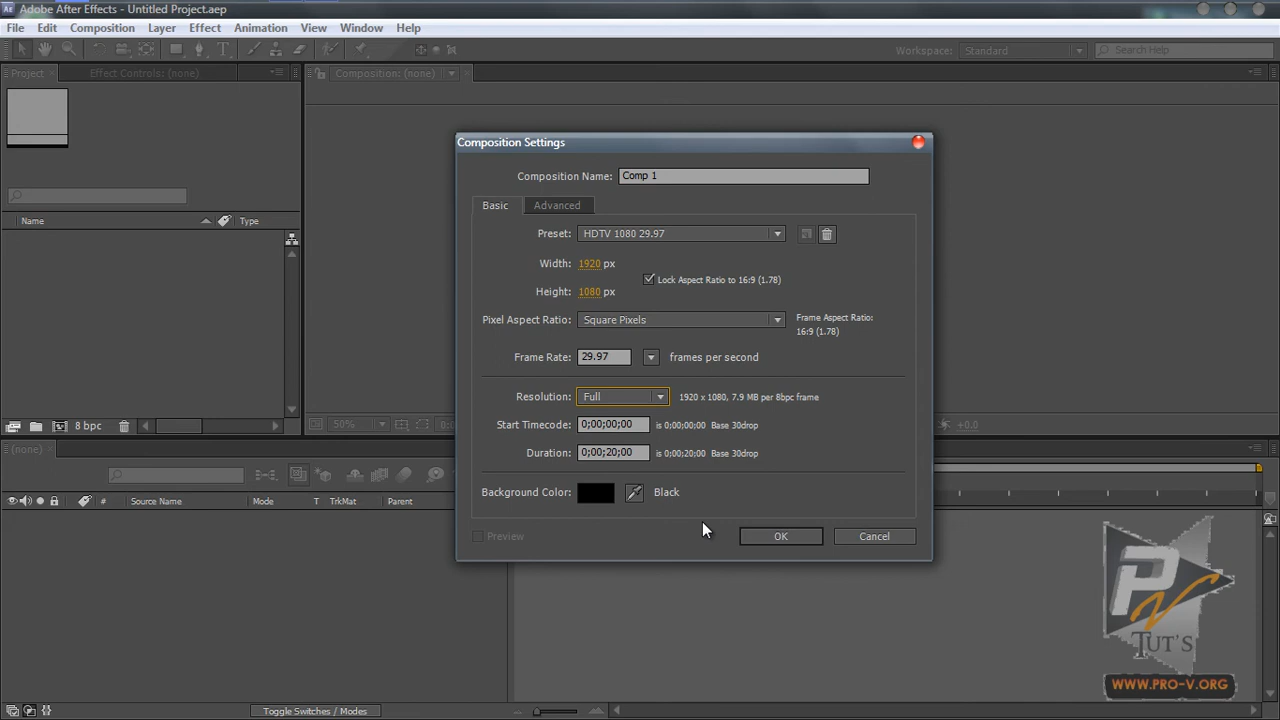 Adobe After Effects - Untitled Project.aep
File Edit Composition Layer Effect Animation View Window Help
Workspace: Standard Search Help
Project Effect Controls: (none) Composition: (none)
Composition Settings
Composition Name: Comp 1
Basic Advanced
Preset: HDTV 1080 29.97
Name Type
Width: 1920 px
Lock Aspect Ratio to 16:9 (1.78)
Height: 1080 px
Pixel Aspect Ratio: Square Pixels Frame Aspect Ratio:
16:9 (1.78)
Frame Rate: 29.97 frames per second
Resolution: Full 1920 x 1080, 7.9 MB per 8bpc frame
Start Timecode: 0;00;00;00 is 0;00;00;00 Base 30drop
8 bpc 50% +0.0
Duration: 0;00;20;00 is 0;00;20;00 Base 30drop
(none)
Background Color: Black
# Source Name Mode T TrkMat Parent
Preview OK Cancel
PV
TUT'S
WWW.PRO-V.ORG
Toggle Switches / Modes